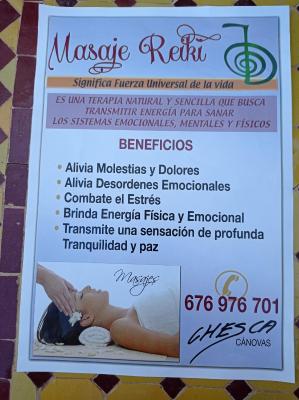 Masaje Reiki
Significa Fuerza Universal de la vida
ES UNA TERAPIA NATURAL Y SENCILLA QUE BUSCA
TRANSMITIR ENERGÍA PARA SANAR
LOS SISTEMAS EMOCIONALES, MENTALES Y FÍSICOS
BENEFICIOS
• Alivia Molestias y Dolores
• Alivia Desordenes Emocionales
• Combate el Estrés
• Brinda Energía Física y Emocional
• Transmite una sensación de profunda
Tranquilidad y paz
Masajes
676 976 701
CHESCA
CÁNOVAS